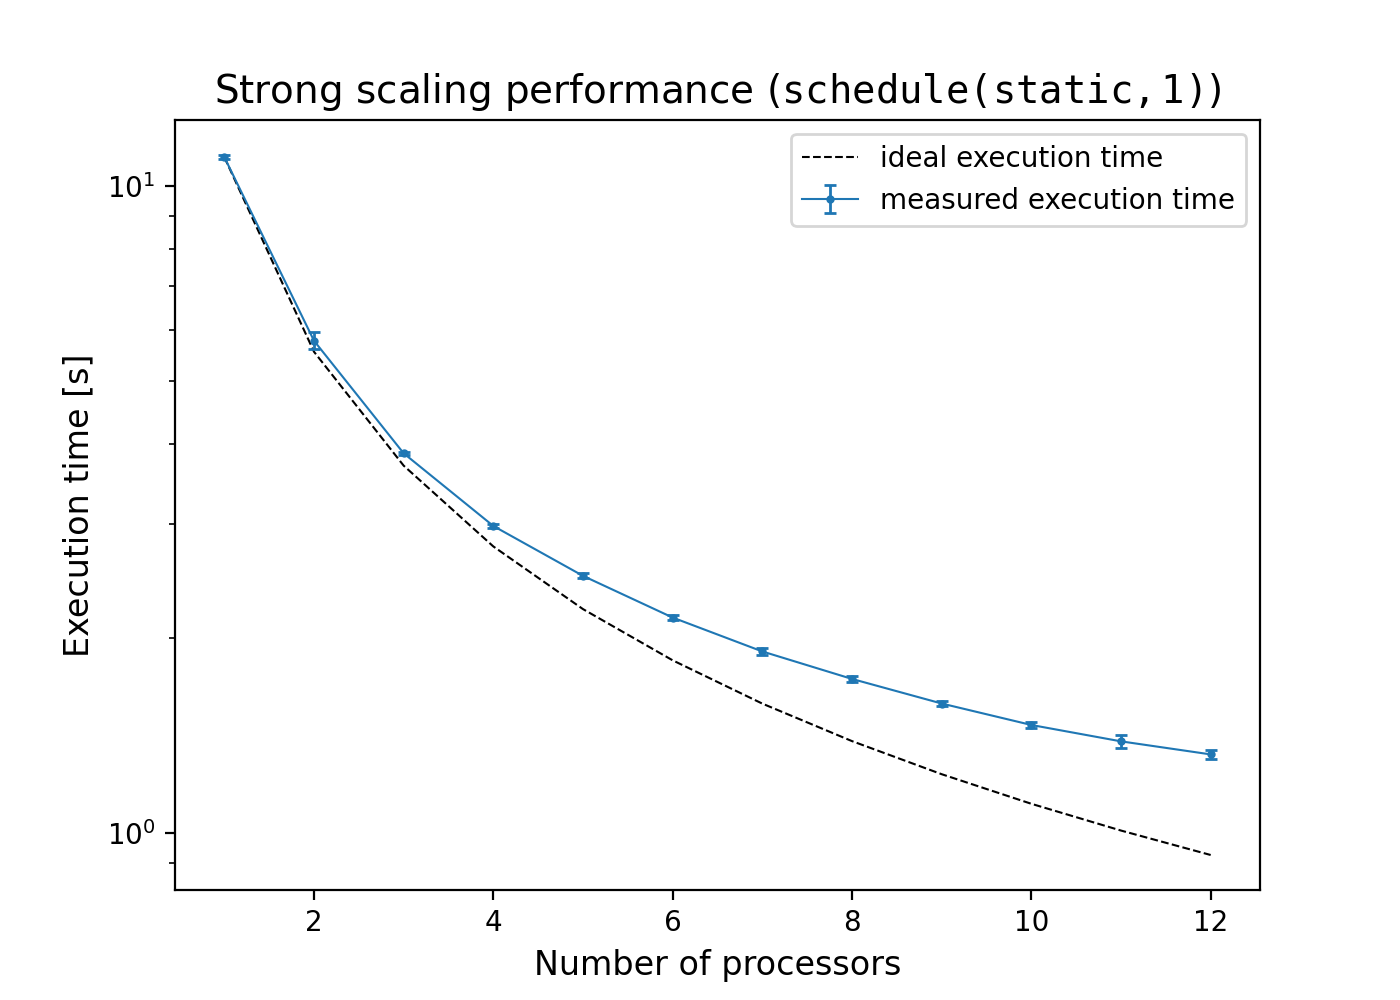 Strong scaling performance (schedule(static,1))
ideal execution time
measured execution time
10¹
10⁰
Execution time [s]
2 4 6 8 10 12
Number of processors